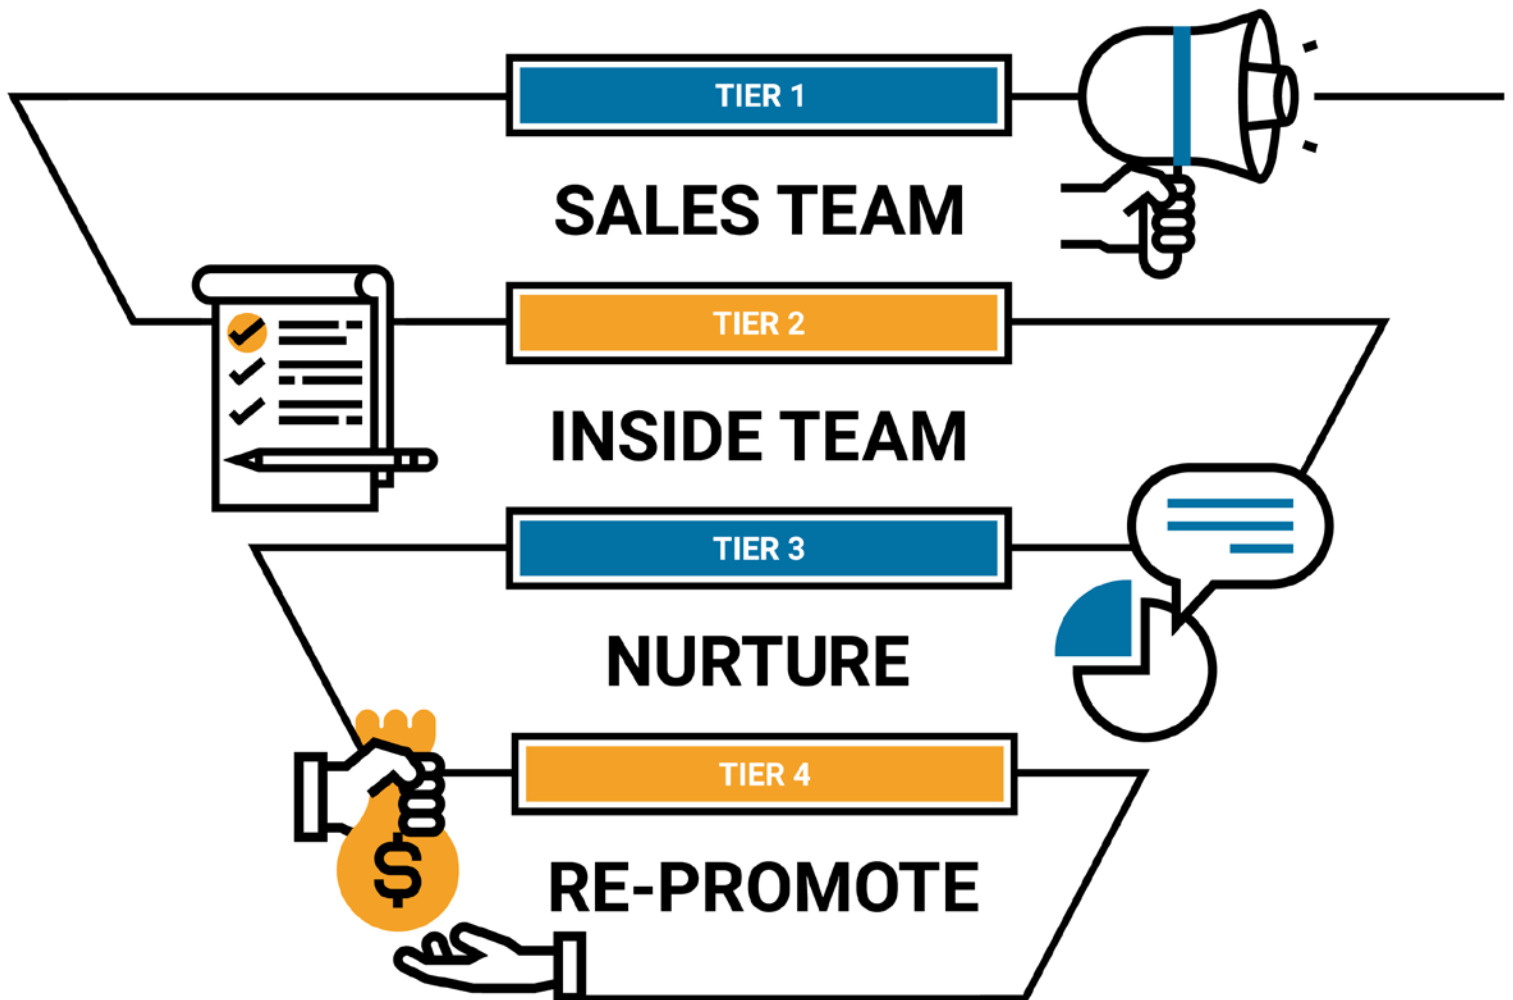 TIER 1
SALES TEAM
TIER 2
INSIDE TEAM
TIER 3
NURTURE
TIER 4
$
RE-PROMOTE